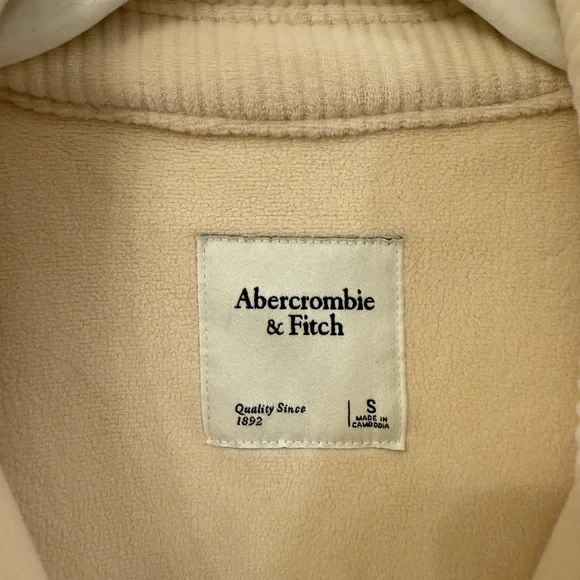 Abercrombie
& Fitch
Quality Since
1892
S
MADE IN
CAMBODIA